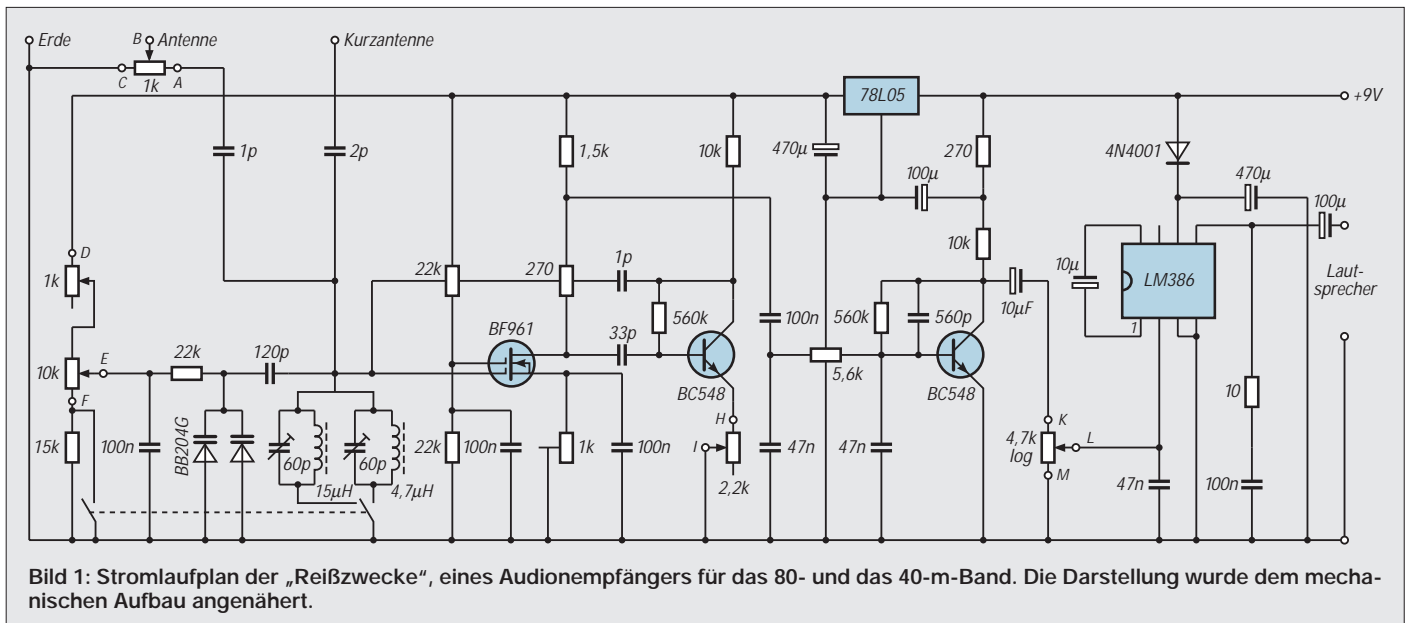 Erde
B Antenne
Kurzantenne
C 1k A
78L05
+9V
1p
2p
1,5k
10k
470µ
100µ
270
4N4001
470µ
100µ
D
1k
22k
270
1p
10k
10µ
LM386
1
Laut-
sprecher
BF961
33p
560k
100n
560k
560p
10µF
10k
E
22k
120p
BC548
5,6k
BC548
F
15k
100n
BB204G
60p
15µH
60p
4,7µH
22k
100n
1k
100n
H
I
2,2k
47n
47n
K
4,7k
log
L
M
47n
10
100n
Bild 1: Stromlaufplan der „Reißzwecke“, eines Audionempfängers für das 80- und das 40-m-Band. Die Darstellung wurde dem mecha-
nischen Aufbau angenähert.